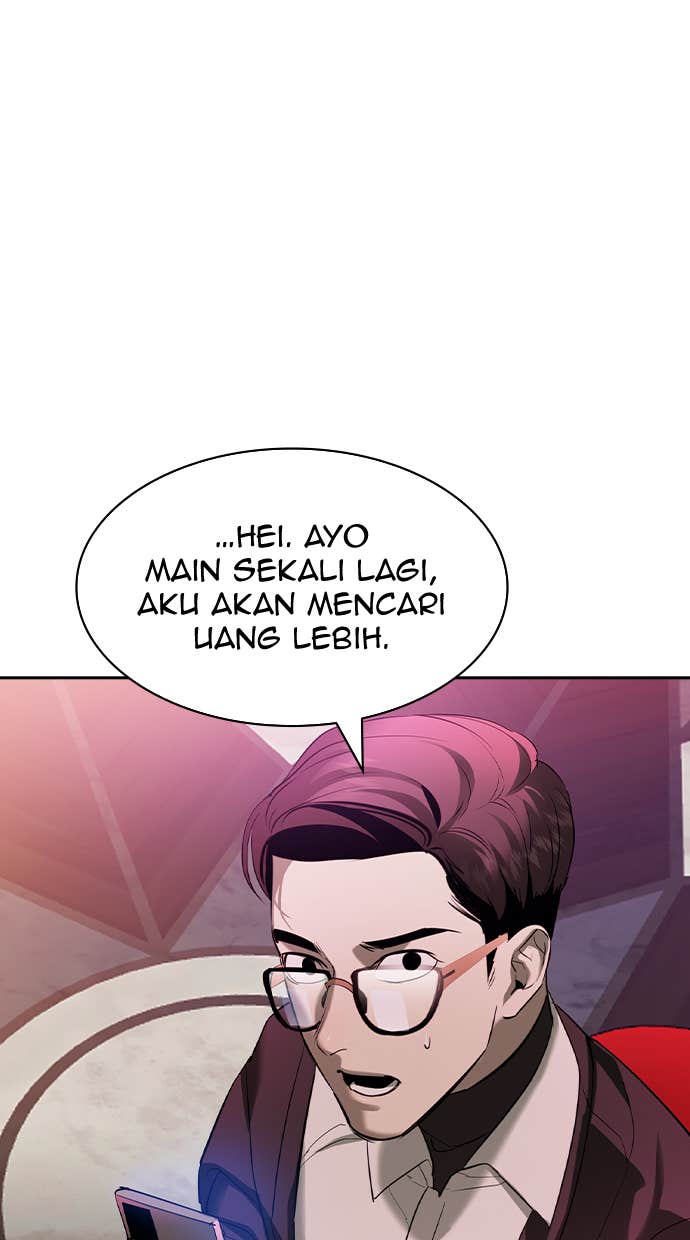 ...HEI. AYO
MAIN SEKALI LAGI,
AKU AKAN MENCARI
UANG LEBIH.